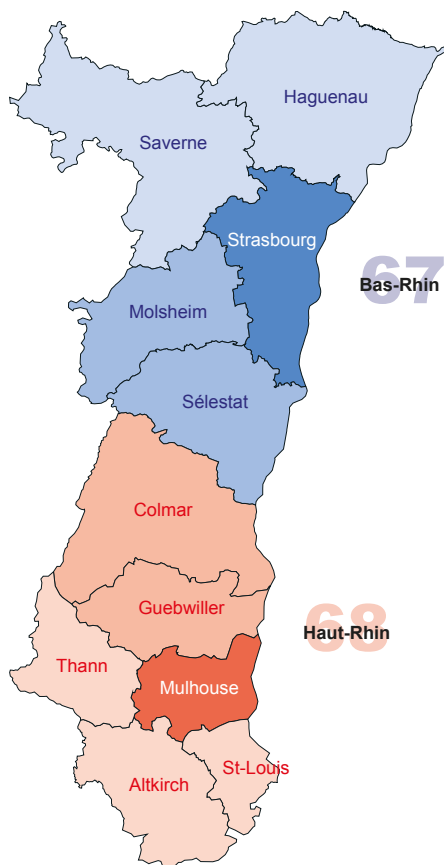 Haguenau
Saverne
Strasbourg
67
Bas-Rhin
Molsheim
Sélestat
Colmar
Guebwiller
68
Haut-Rhin
Thann
Mulhouse
St-Louis
Altkirch